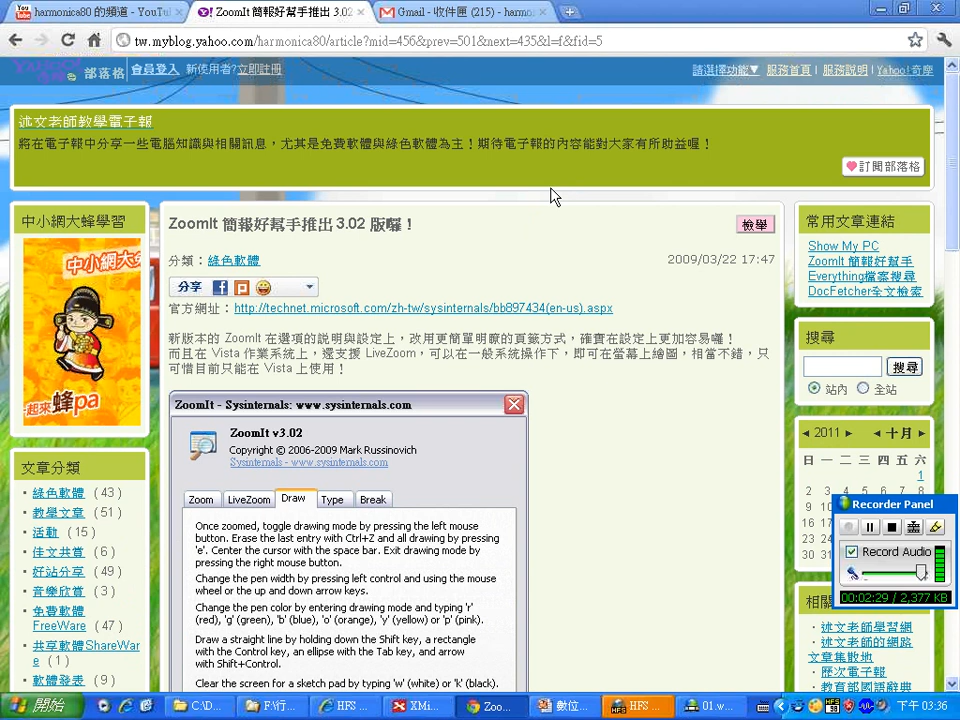 harmonica80 的頻道 - YouTu
ZoomIt 簡報好幫手推出 3.02
Gmail - 收件匣 (215) - harmo
tw.myblog.yahoo.com/harmonica80/article?mid=456&prev=501&next=435&l=f&fid=5
部落格 會員登入 新使用者?立即註冊
請選擇功能▼ 服務首頁 | 服務說明 | Yahoo!奇摩
述文老師教學電子報
將在電子報中分享一些電腦知識與相關訊息，尤其是免費軟體與綠色軟體為主！期待電子報的內容能對大家有所助益喔！
訂閱部落格
中小網大蜂學習
中小網大
起來蜂pa
文章分類
綠色軟體 (43)
教學文章 (51)
活動 (15)
佳文共賞 (6)
好站分享 (49)
音樂欣賞 (3)
免費軟體
FreeWare (47)
共享軟體ShareWar
e (1)
軟體發表 (9)
ZoomIt 簡報好幫手推出 3.02 版囉！
檢舉
分類：綠色軟體
2009/03/22 17:47
分享
官方網址：http://technet.microsoft.com/zh-tw/sysinternals/bb897434(en-us).aspx
新版本的 ZoomIt 在選項的說明與設定上，改用更簡單明瞭的頁籤方式，確實在設定上更加容易囉！
而且在 Vista 作業系統上，還支援 LiveZoom，可以在一般系統操作下，即可在螢幕上繪圖，相當不錯，只
可惜目前只能在 Vista 上使用！
ZoomIt - Sysinternals: www.sysinternals.com
ZoomIt v3.02
Copyright © 2006-2009 Mark Russinovich
Sysinternals - www.sysinternals.com
Zoom LiveZoom Draw Type Break
Once zoomed, toggle drawing mode by pressing the left mouse
button. Erase the last entry with Ctrl+Z and all drawing by pressing
'e'. Center the cursor with the space bar. Exit drawing mode by
pressing the right mouse button.
Change the pen width by pressing left control and using the mouse
wheel or the up and down arrow keys.
Change the pen color by entering drawing mode and typing 'r'
(red), 'g' (green), 'b' (blue), 'o' (orange), 'y' (yellow) or 'p' (pink).
Draw a straight line by holding down the Shift key, a rectangle
with the Control key, an ellipse with the Tab key, and arrow
with Shift+Control.
Clear the screen for a sketch pad by typing 'w' (white) or 'k' (black).
常用文章連結
Show My PC
ZoomIt 簡報好幫手
Everything檔案搜尋
DocFetcher全文檢索
搜尋
搜尋
站內 全站
◄ 2011 ► ◄ 十月 ►
日 一 二 三 四 五 六
1
2 3 4 5 6 7 8
9 10
16 17
23 24
30 31
Recorder Panel
Record Audio
00:02:29 / 2,377 KB
述文老師學習網
述文老師的網路
文章集散地
歷次電子報
教育部國語辭典
開始
C:\D...
F:\行...
HFS ...
XMi...
Zoo...
數位...
HFS ...
01.w...
下午 03:36